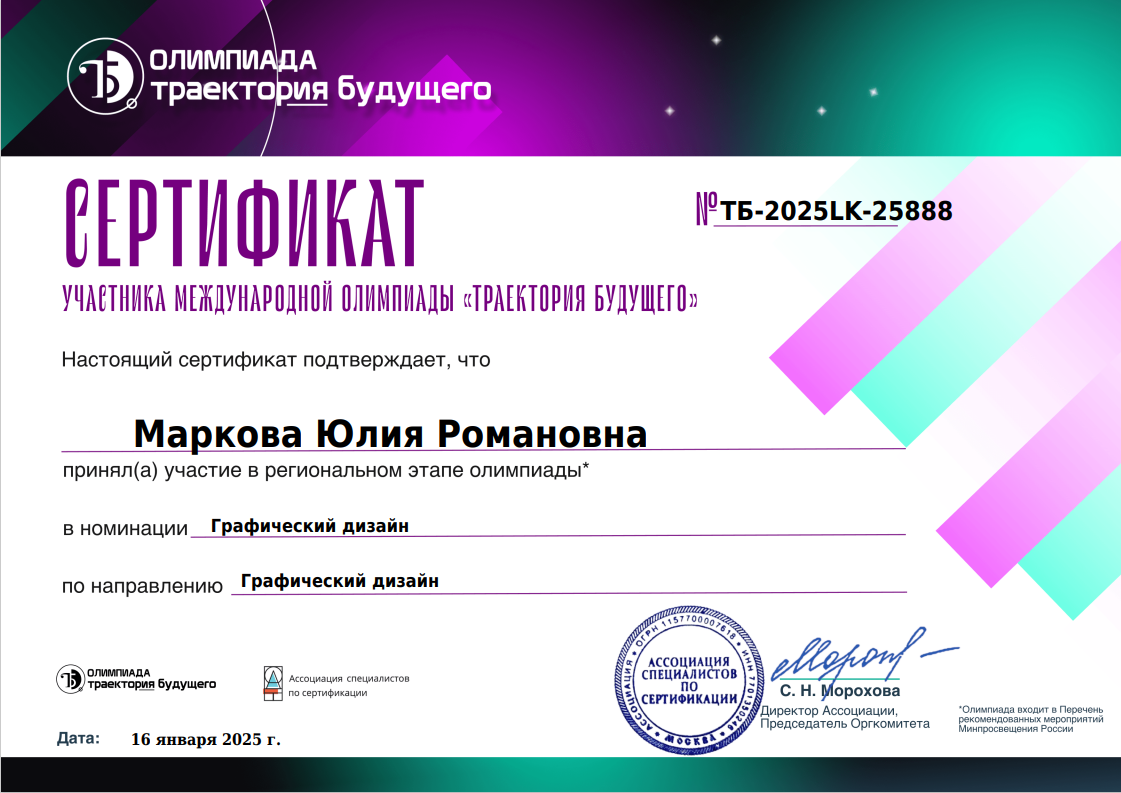 ОЛИМПИАДА
траектория будущего
СЕРТИФИКАТ
№ ТБ-2025LK-25888
УЧАСТНИКА МЕЖДУНАРОДНОЙ ОЛИМПИАДЫ «ТРАЕКТОРИЯ БУДУЩЕГО»
Настоящий сертификат подтверждает, что
Маркова Юлия Романовна
принял(а) участие в региональном этапе олимпиады*
в номинации Графический дизайн
по направлению Графический дизайн
ОЛИМПИАДА
траектория будущего
Ассоциация специалистов
по сертификации
ОГРН 1157700007618 * ИНН 7701350246
АССОЦИАЦИЯ
СПЕЦИАЛИСТОВ
ПО
СЕРТИФИКАЦИИ
* АССОЦИАЦИЯ *
* МОСКВА *
С. Н. Морохова
Директор Ассоциации,
Председатель Оргкомитета
*Олимпиада входит в Перечень
рекомендованных мероприятий
Минпросвещения России
Дата: 16 января 2025 г.